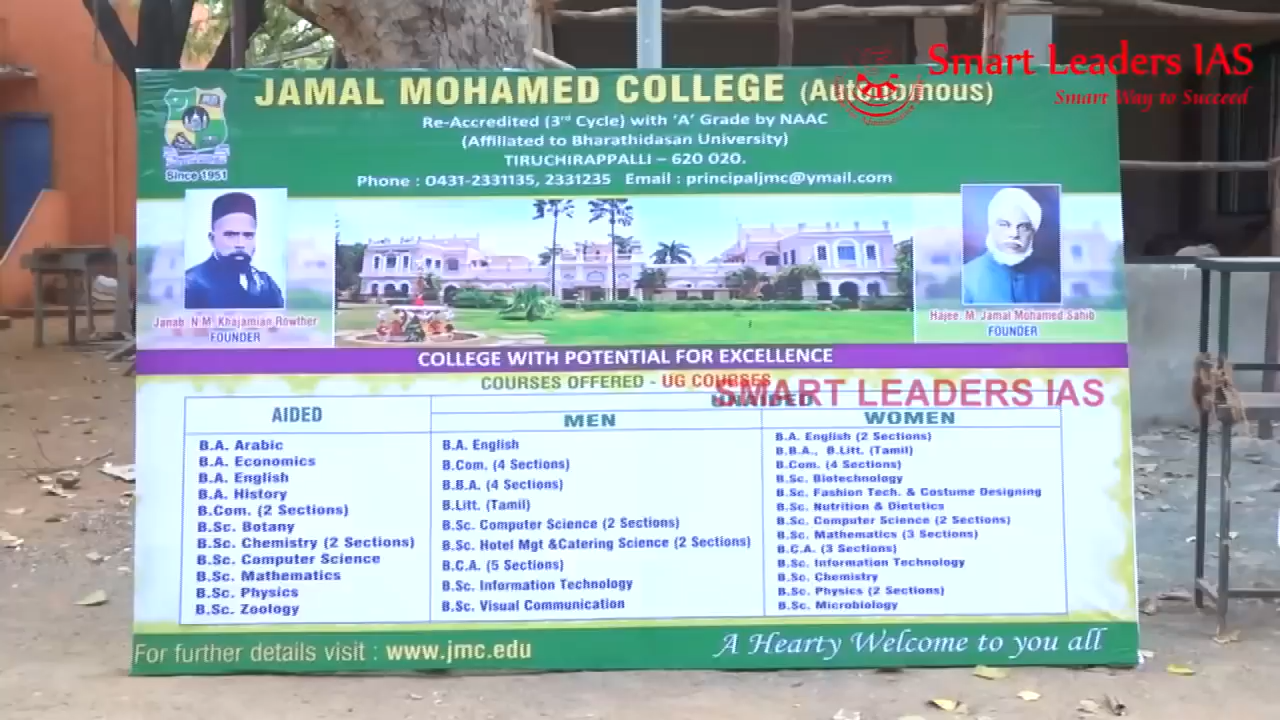 Smart Leaders IAS
Smart Way to Succeed
JAMAL MOHAMED COLLEGE (Autonomous)
Re-Accredited (3rd Cycle) with 'A' Grade by NAAC
(Affiliated to Bharathidasan University)
TIRUCHIRAPPALLI – 620 020.
Phone : 0431-2331135, 2331235 Email : principaljmc@ymail.com
Since 1951
Janab. N.M. Khajamian Rowther
FOUNDER
Hajee. M. Jamal Mohamed Sahib
FOUNDER
COLLEGE WITH POTENTIAL FOR EXCELLENCE
COURSES OFFERED - UG COURSES
SMART LEADERS IAS
AIDED
B.A. Arabic
B.A. Economics
B.A. English
B.A. History
B.Com. (2 Sections)
B.Sc. Botany
B.Sc. Chemistry (2 Sections)
B.Sc. Computer Science
B.Sc. Mathematics
B.Sc. Physics
B.Sc. Zoology
UNAIDED
MEN
B.A. English
B.Com. (4 Sections)
B.B.A. (4 Sections)
B.Litt. (Tamil)
B.Sc. Computer Science (2 Sections)
B.Sc. Hotel Mgt &Catering Science (2 Sections)
B.C.A. (5 Sections)
B.Sc. Information Technology
B.Sc. Visual Communication
WOMEN
B.A. English (2 Sections)
B.B.A., B.Litt. (Tamil)
B.Com. (4 Sections)
B.Sc. Biotechnology
B.Sc. Fashion Tech. & Costume Designing
B.Sc. Nutrition & Dietetics
B.Sc. Computer Science (2 Sections)
B.Sc. Mathematics (3 Sections)
B.C.A. (3 Sections)
B.Sc. Information Technology
B.Sc. Chemistry
B.Sc. Physics (2 Sections)
B.Sc. Microbiology
For further details visit : www.jmc.edu
A Hearty Welcome to you all